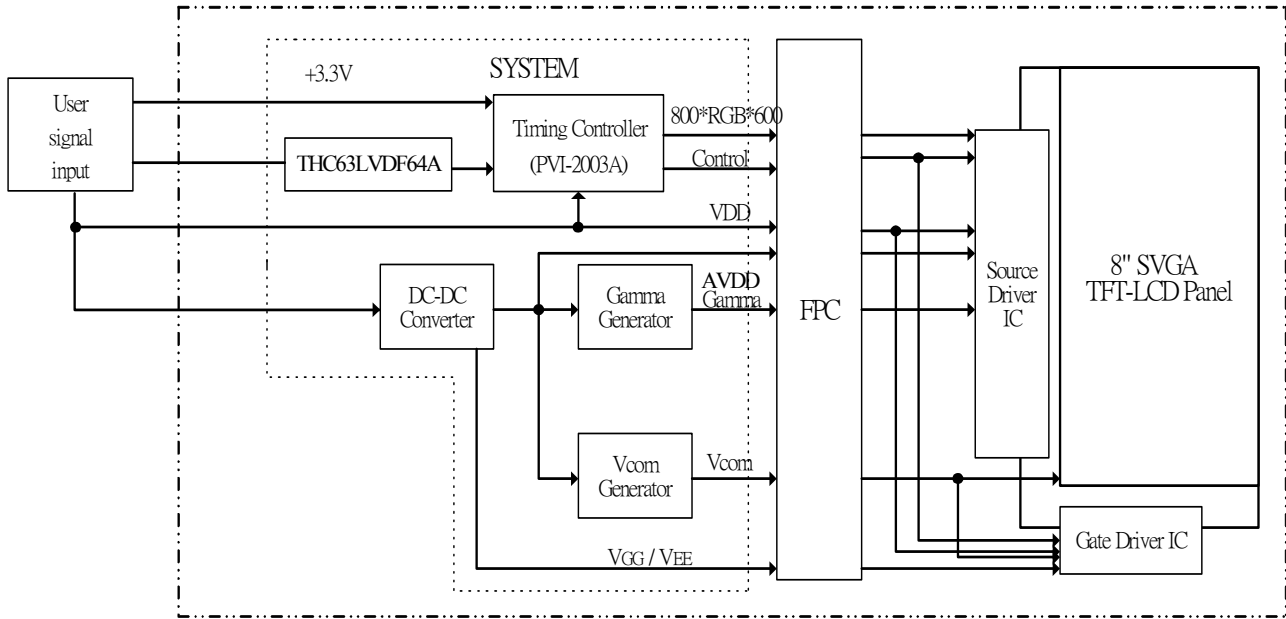 +3.3V
SYSTEM
User
signal
input
Timing Controller
(PVI-2003A)
800*RGB*600
Control
THC63LVDF64A
VDD
DC-DC
Converter
Gamma
Generator
AVDD
Gamma
FPC
Source
Driver
IC
8" SVGA
TFT-LCD Panel
Vcom
Generator
Vcom
VGG / VEE
Gate Driver IC